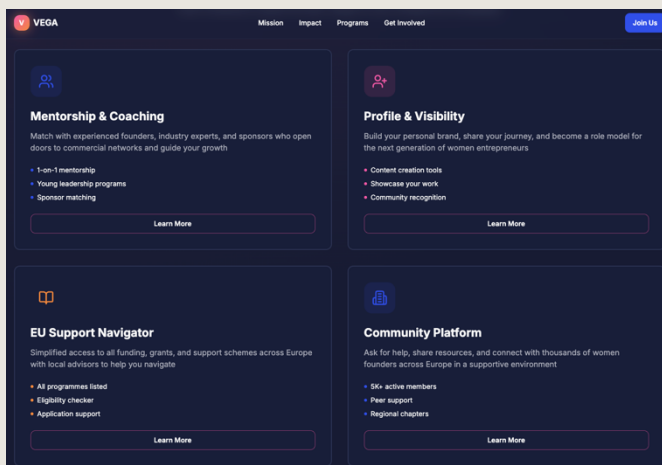 V VEGA
Mission Impact Programs Get Involved
Join Us
Mentorship & Coaching
Match with experienced founders, industry experts, and sponsors who open
doors to commercial networks and guide your growth
1-on-1 mentorship
Young leadership programs
Sponsor matching
Learn More
Profile & Visibility
Build your personal brand, share your journey, and become a role model for
the next generation of women entrepreneurs
Content creation tools
Showcase your work
Community recognition
Learn More
EU Support Navigator
Simplified access to all funding, grants, and support schemes across Europe
with local advisors to help you navigate
All programmes listed
Eligibility checker
Application support
Learn More
Community Platform
Ask for help, share resources, and connect with thousands of women
founders across Europe in a supportive environment
5K+ active members
Peer support
Regional chapters
Learn More